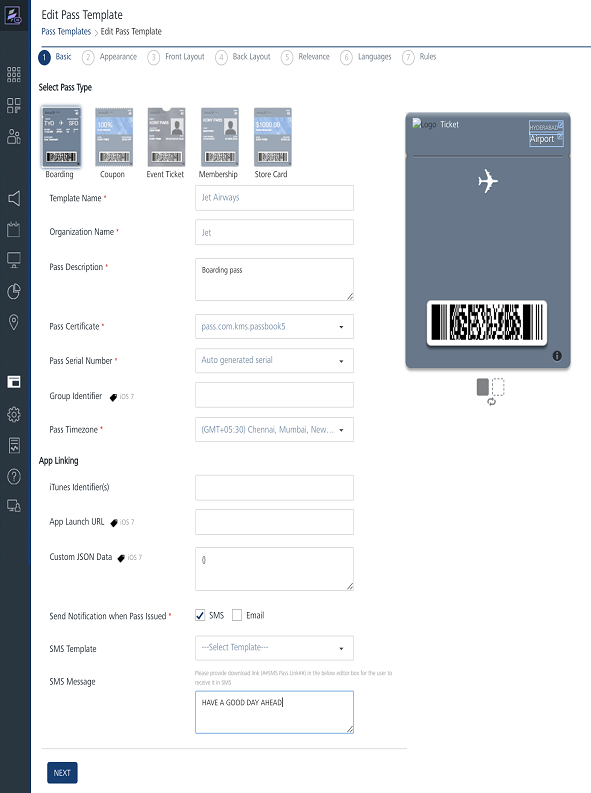 Edit Pass Template
Pass Templates > Edit Pass Template
1 Basic 2 Appearance 3 Front Layout 4 Back Layout 5 Relevance 6 Languages 7 Rules
Select Pass Type
TYO SFO
100%
$1000.00
Boarding Coupon Event Ticket Membership Store Card
Logo Ticket
HYDERABAD
Airport
Template Name * Jet Airways
Organization Name * Jet
Pass Description * Boarding pass
Pass Certificate * pass.com.kms.passbook5
Pass Serial Number * Auto generated serial
Group Identifier iOS 7
Pass Timezone * (GMT+05:30) Chennai, Mumbai, New...
App Linking
iTunes Identifier(s)
App Launch URL iOS 7
Custom JSON Data iOS 7 {}
Send Notification when Pass Issued * SMS Email
SMS Template ---Select Template---
Please provide download link (##SMS Pass Link##) in the below editor box for the user to
receive it in SMS
SMS Message
HAVE A GOOD DAY AHEAD
NEXT